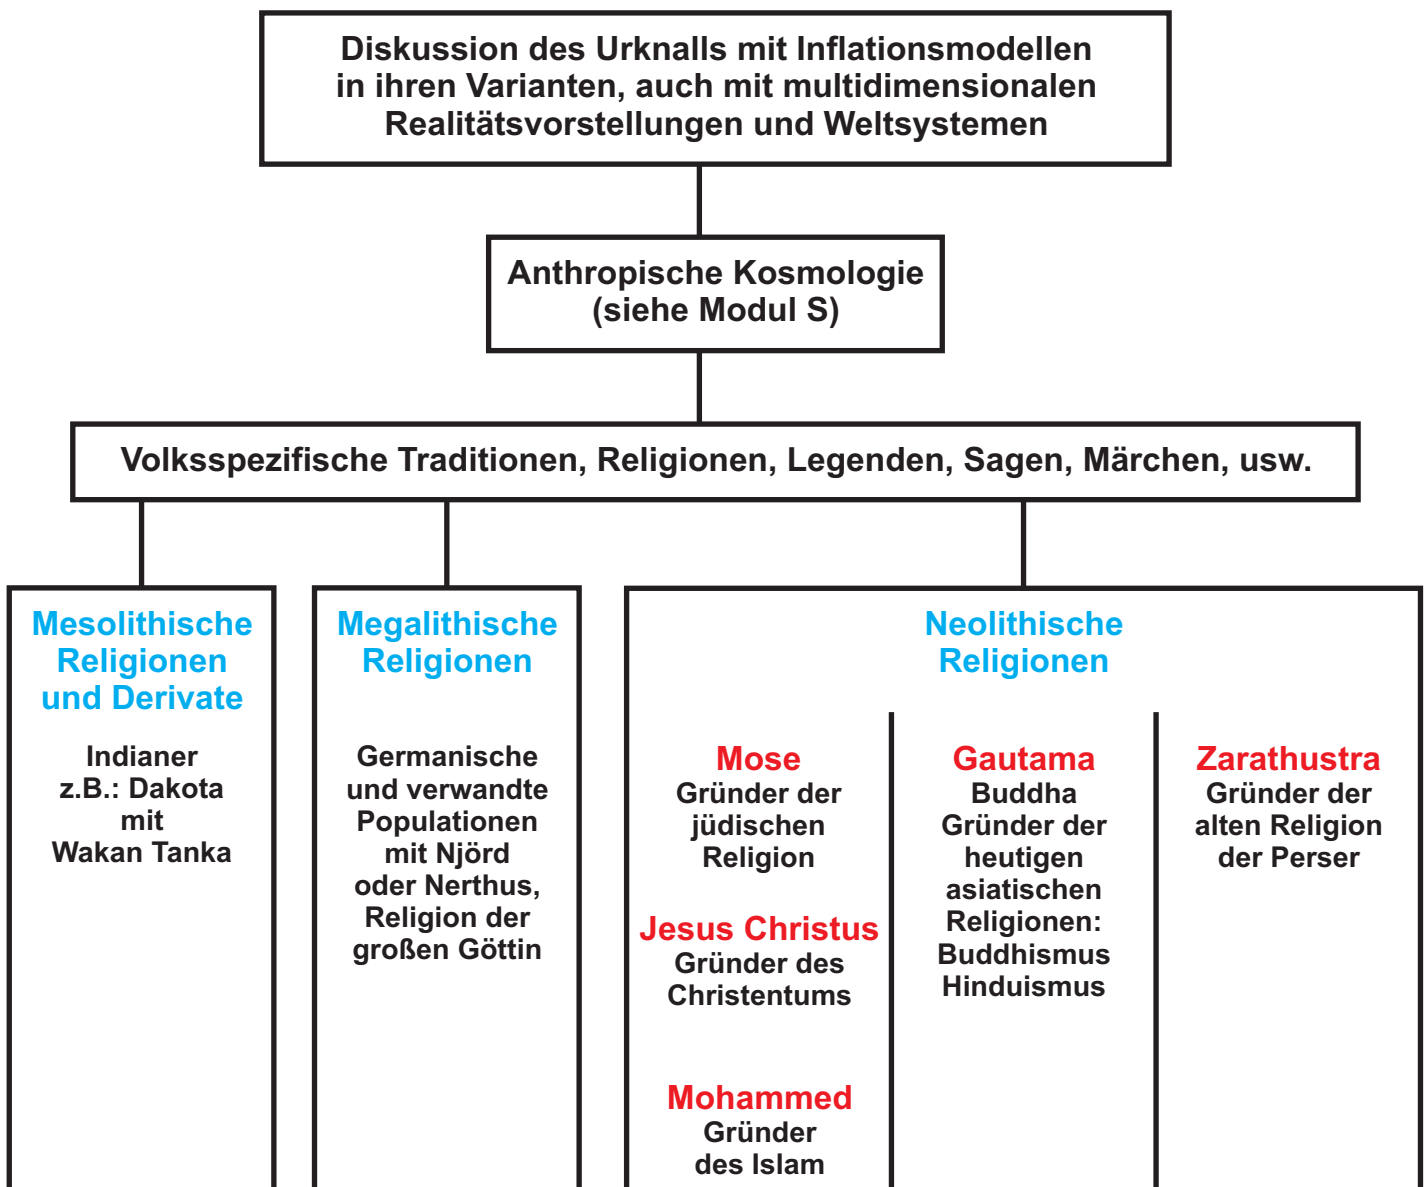 Diskussion des Urknalls mit Inflationsmodellen
in ihren Varianten, auch mit multidimensionalen
Realitätsvorstellungen und Weltsystemen
Anthropische Kosmologie
(siehe Modul S)
Volksspezifische Traditionen, Religionen, Legenden, Sagen, Märchen, usw.
Mesolithische
Religionen
und Derivate
Indianer
z.B.: Dakota
mit
Wakan Tanka
Megalithische
Religionen
Germanische
und verwandte
Populationen
mit Njörd
oder Nerthus,
Religion der
großen Göttin
Neolithische
Religionen
Mose
Gründer der
jüdischen
Religion
Jesus Christus
Gründer des
Christentums
Mohammed
Gründer
des Islam
Gautama
Buddha
Gründer der
heutigen
asiatischen
Religionen:
Buddhismus
Hinduismus
Zarathustra
Gründer der
alten Religion
der Perser